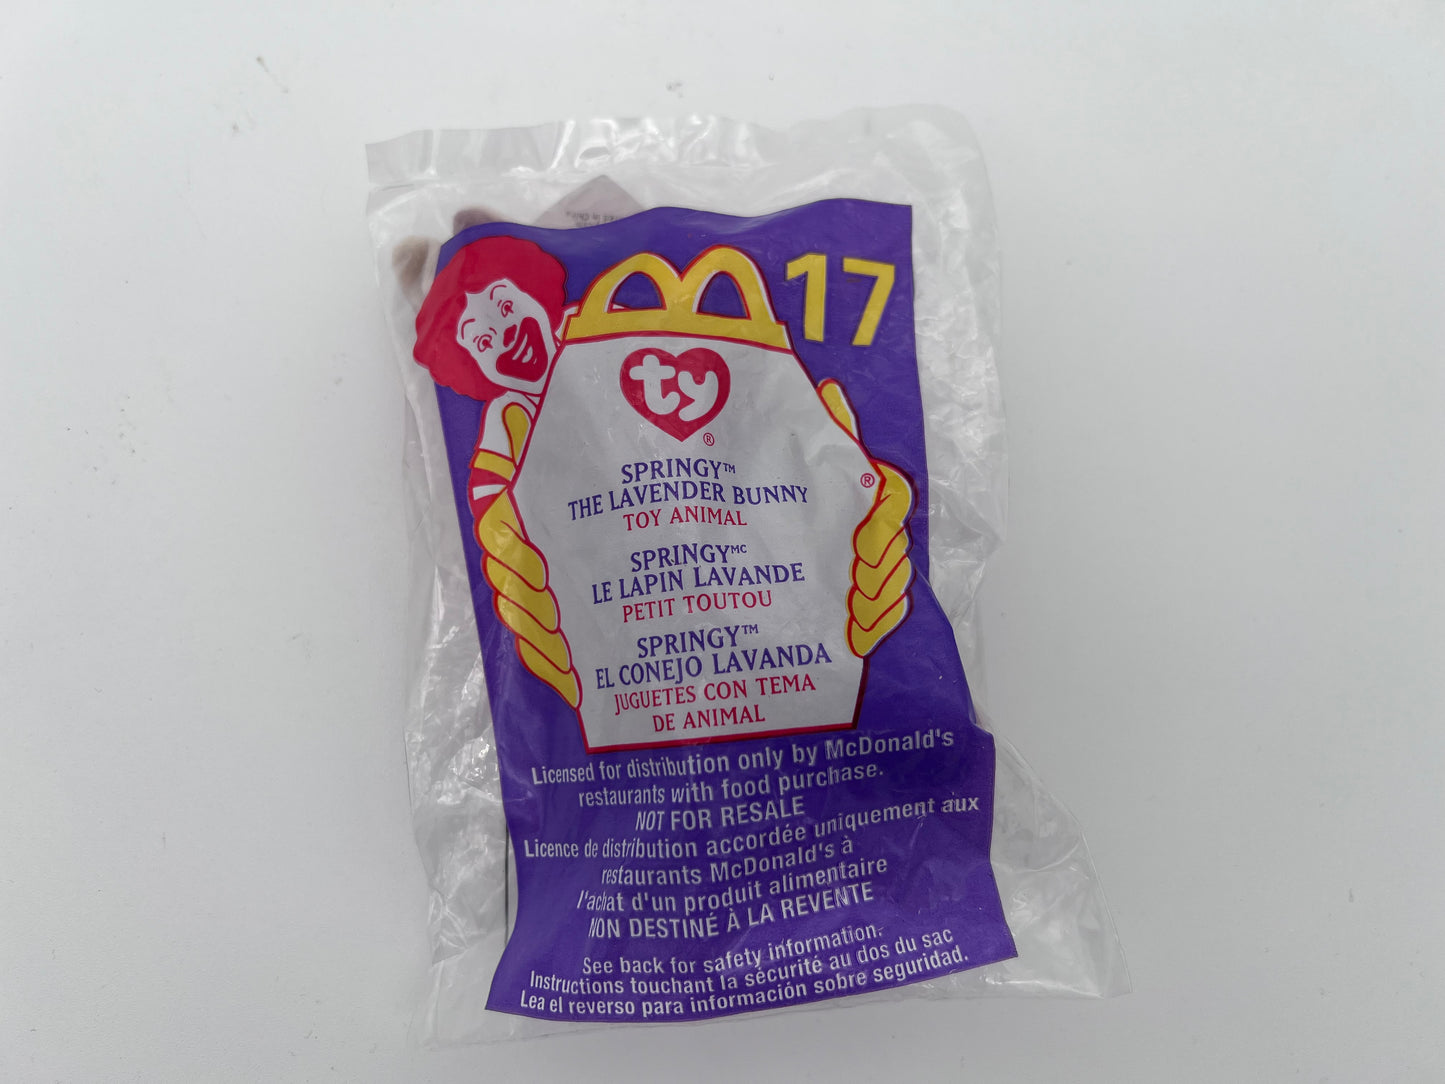 17
ty®
SPRINGY™
THE LAVENDER BUNNY
TOY ANIMAL
®
SPRINGYMC
LE LAPIN LAVANDE
PETIT TOUTOU
SPRINGY™
EL CONEJO LAVANDA
JUGUETES CON TEMA
DE ANIMAL
Licensed for distribution only by McDonald's
restaurants with food purchase.
NOT FOR RESALE
Licence de distribution accordée uniquement aux
restaurants McDonald's à
l'achat d'un produit alimentaire
NON DESTINÉ À LA REVENTE
See back for safety information.
Instructions touchant la sécurité au dos du sac
Lea el reverso para información sobre seguridad.